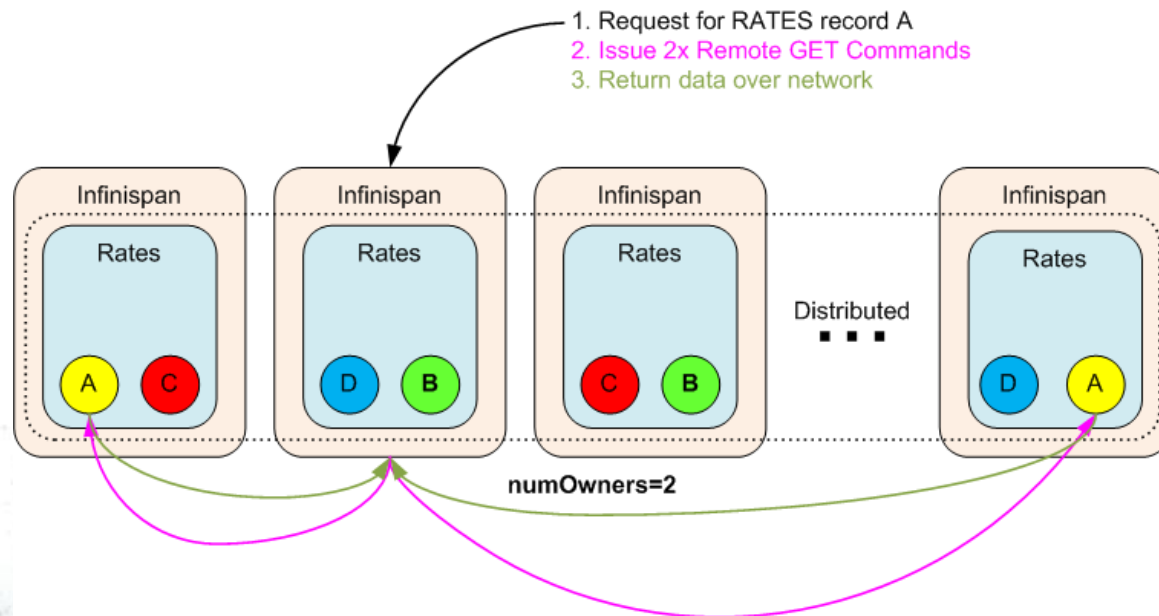 1. Request for RATES record A
2. Issue 2x Remote GET Commands
3. Return data over network
Infinispan
Infinispan
Infinispan
Infinispan
Rates
Rates
Rates
Rates
Distributed
A
C
D
B
C
B
D
A
numOwners=2